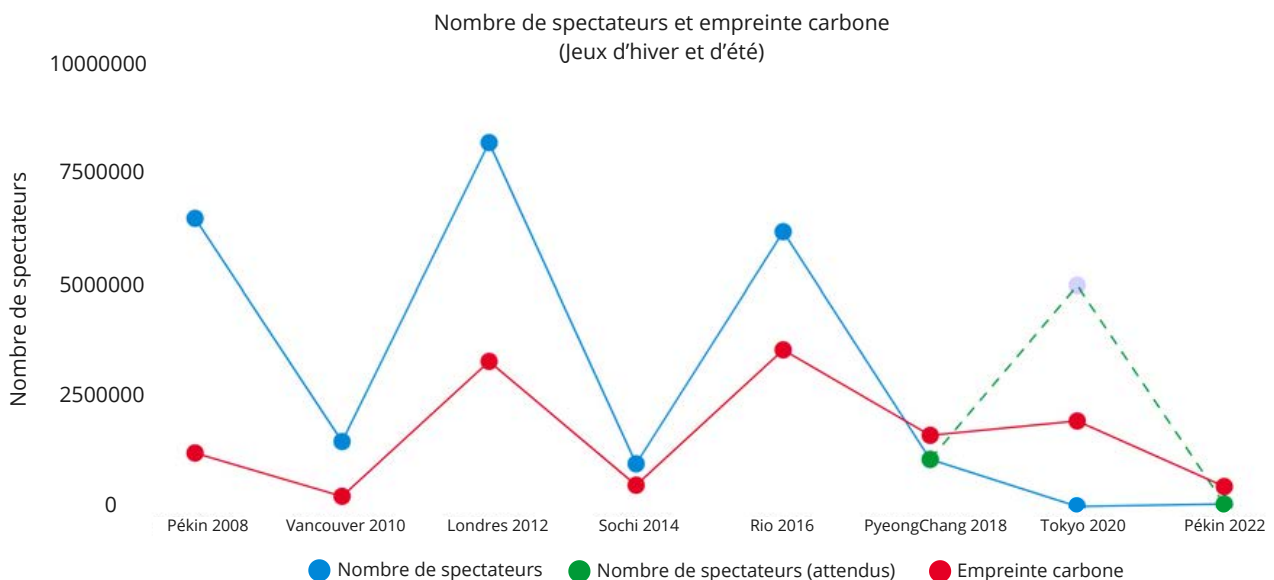 Nombre de spectateurs et empreinte carbone
(Jeux d’hiver et d’été)
10000000
7500000
5000000
2500000
0
Nombre de spectateurs
Pékin 2008
Vancouver 2010
Londres 2012
Sochi 2014
Rio 2016
PyeongChang 2018
Tokyo 2020
Pékin 2022
Nombre de spectateurs
Nombre de spectateurs (attendus)
Empreinte carbone